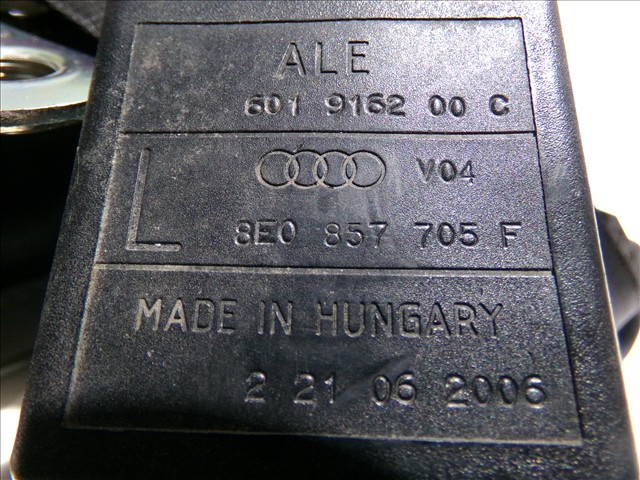 ALE
601 9162 00 C
L V04
8E0 857 705 F
MADE IN HUNGARY
2 21 06 2006